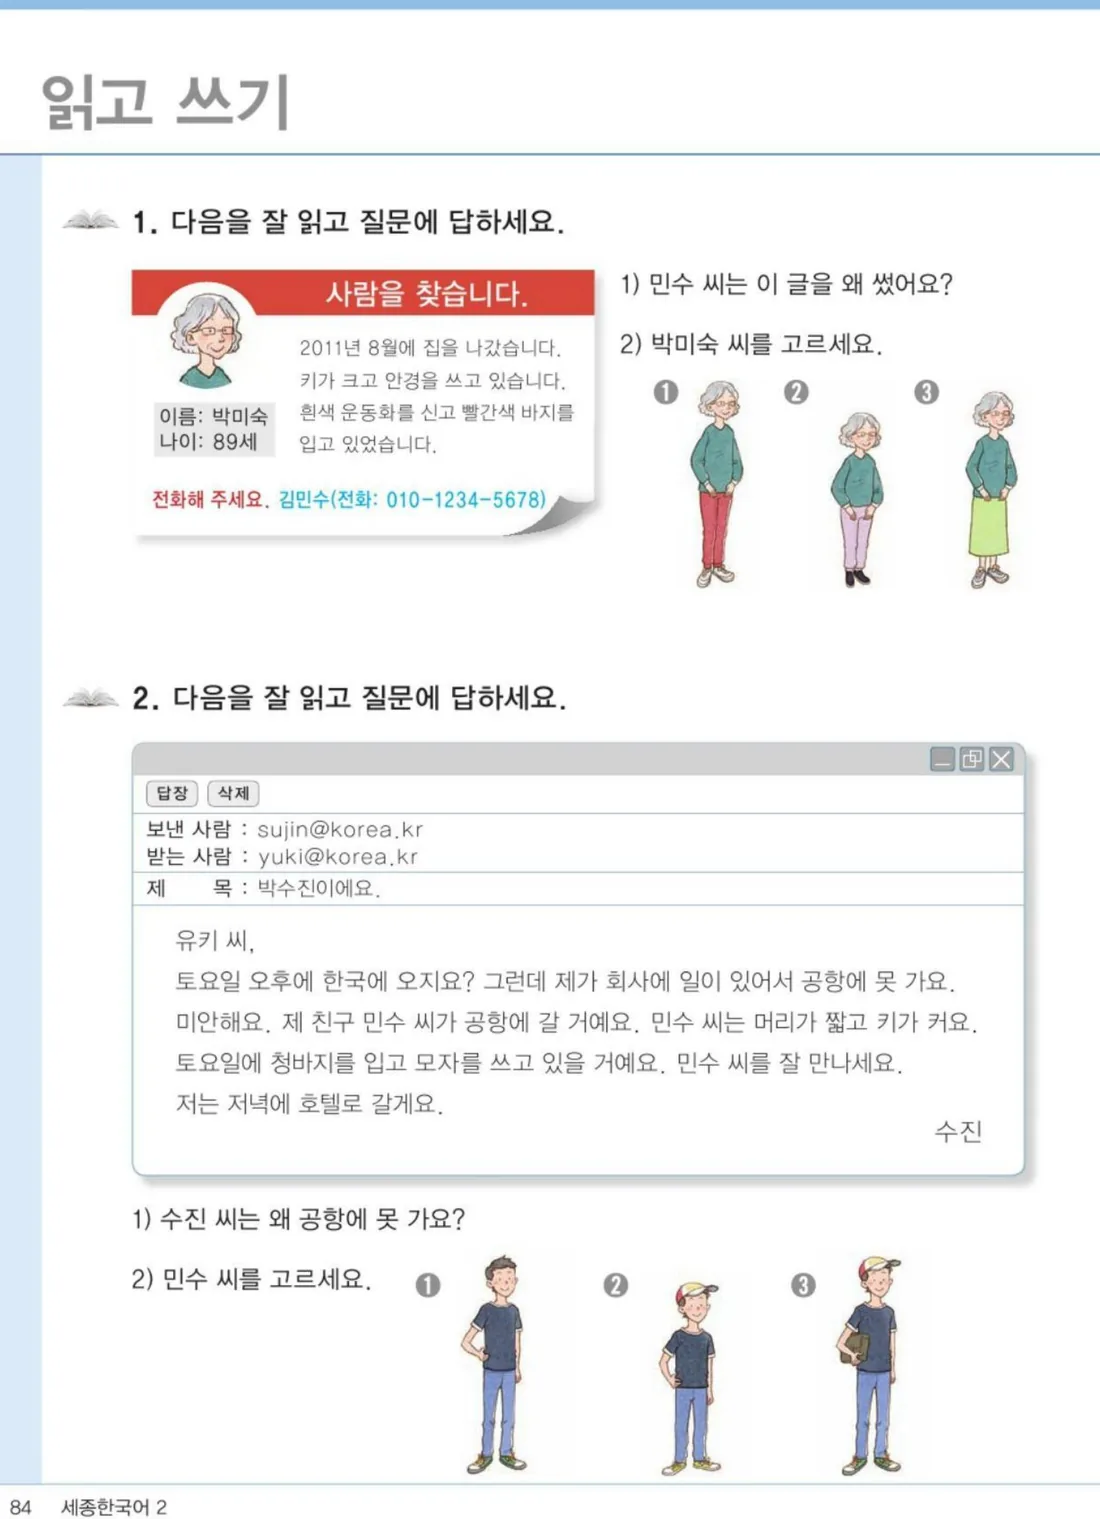 읽고 쓰기
1. 다음을 잘 읽고 질문에 답하세요.
사람을 찾습니다.
2011년 8월에 집을 나갔습니다.
키가 크고 안경을 쓰고 있습니다.
흰색 운동화를 신고 빨간색 바지를
입고 있었습니다.
이름: 박미숙
나이: 89세
전화해 주세요. 김민수(전화: 010-1234-5678)
1) 민수 씨는 이 글을 왜 썼어요?
2) 박미숙 씨를 고르세요.
1 2 3
2. 다음을 잘 읽고 질문에 답하세요.
답장 삭제
보낸 사람 : sujin@korea.kr
받는 사람 : yuki@korea.kr
제 목 : 박수진이에요.
유키 씨,
토요일 오후에 한국에 오지요? 그런데 제가 회사에 일이 있어서 공항에 못 가요.
미안해요. 제 친구 민수 씨가 공항에 갈 거예요. 민수 씨는 머리가 짧고 키가 커요.
토요일에 청바지를 입고 모자를 쓰고 있을 거예요. 민수 씨를 잘 만나세요.
저는 저녁에 호텔로 갈게요.
수진
1) 수진 씨는 왜 공항에 못 가요?
2) 민수 씨를 고르세요. 1 2 3
84 세종한국어 2